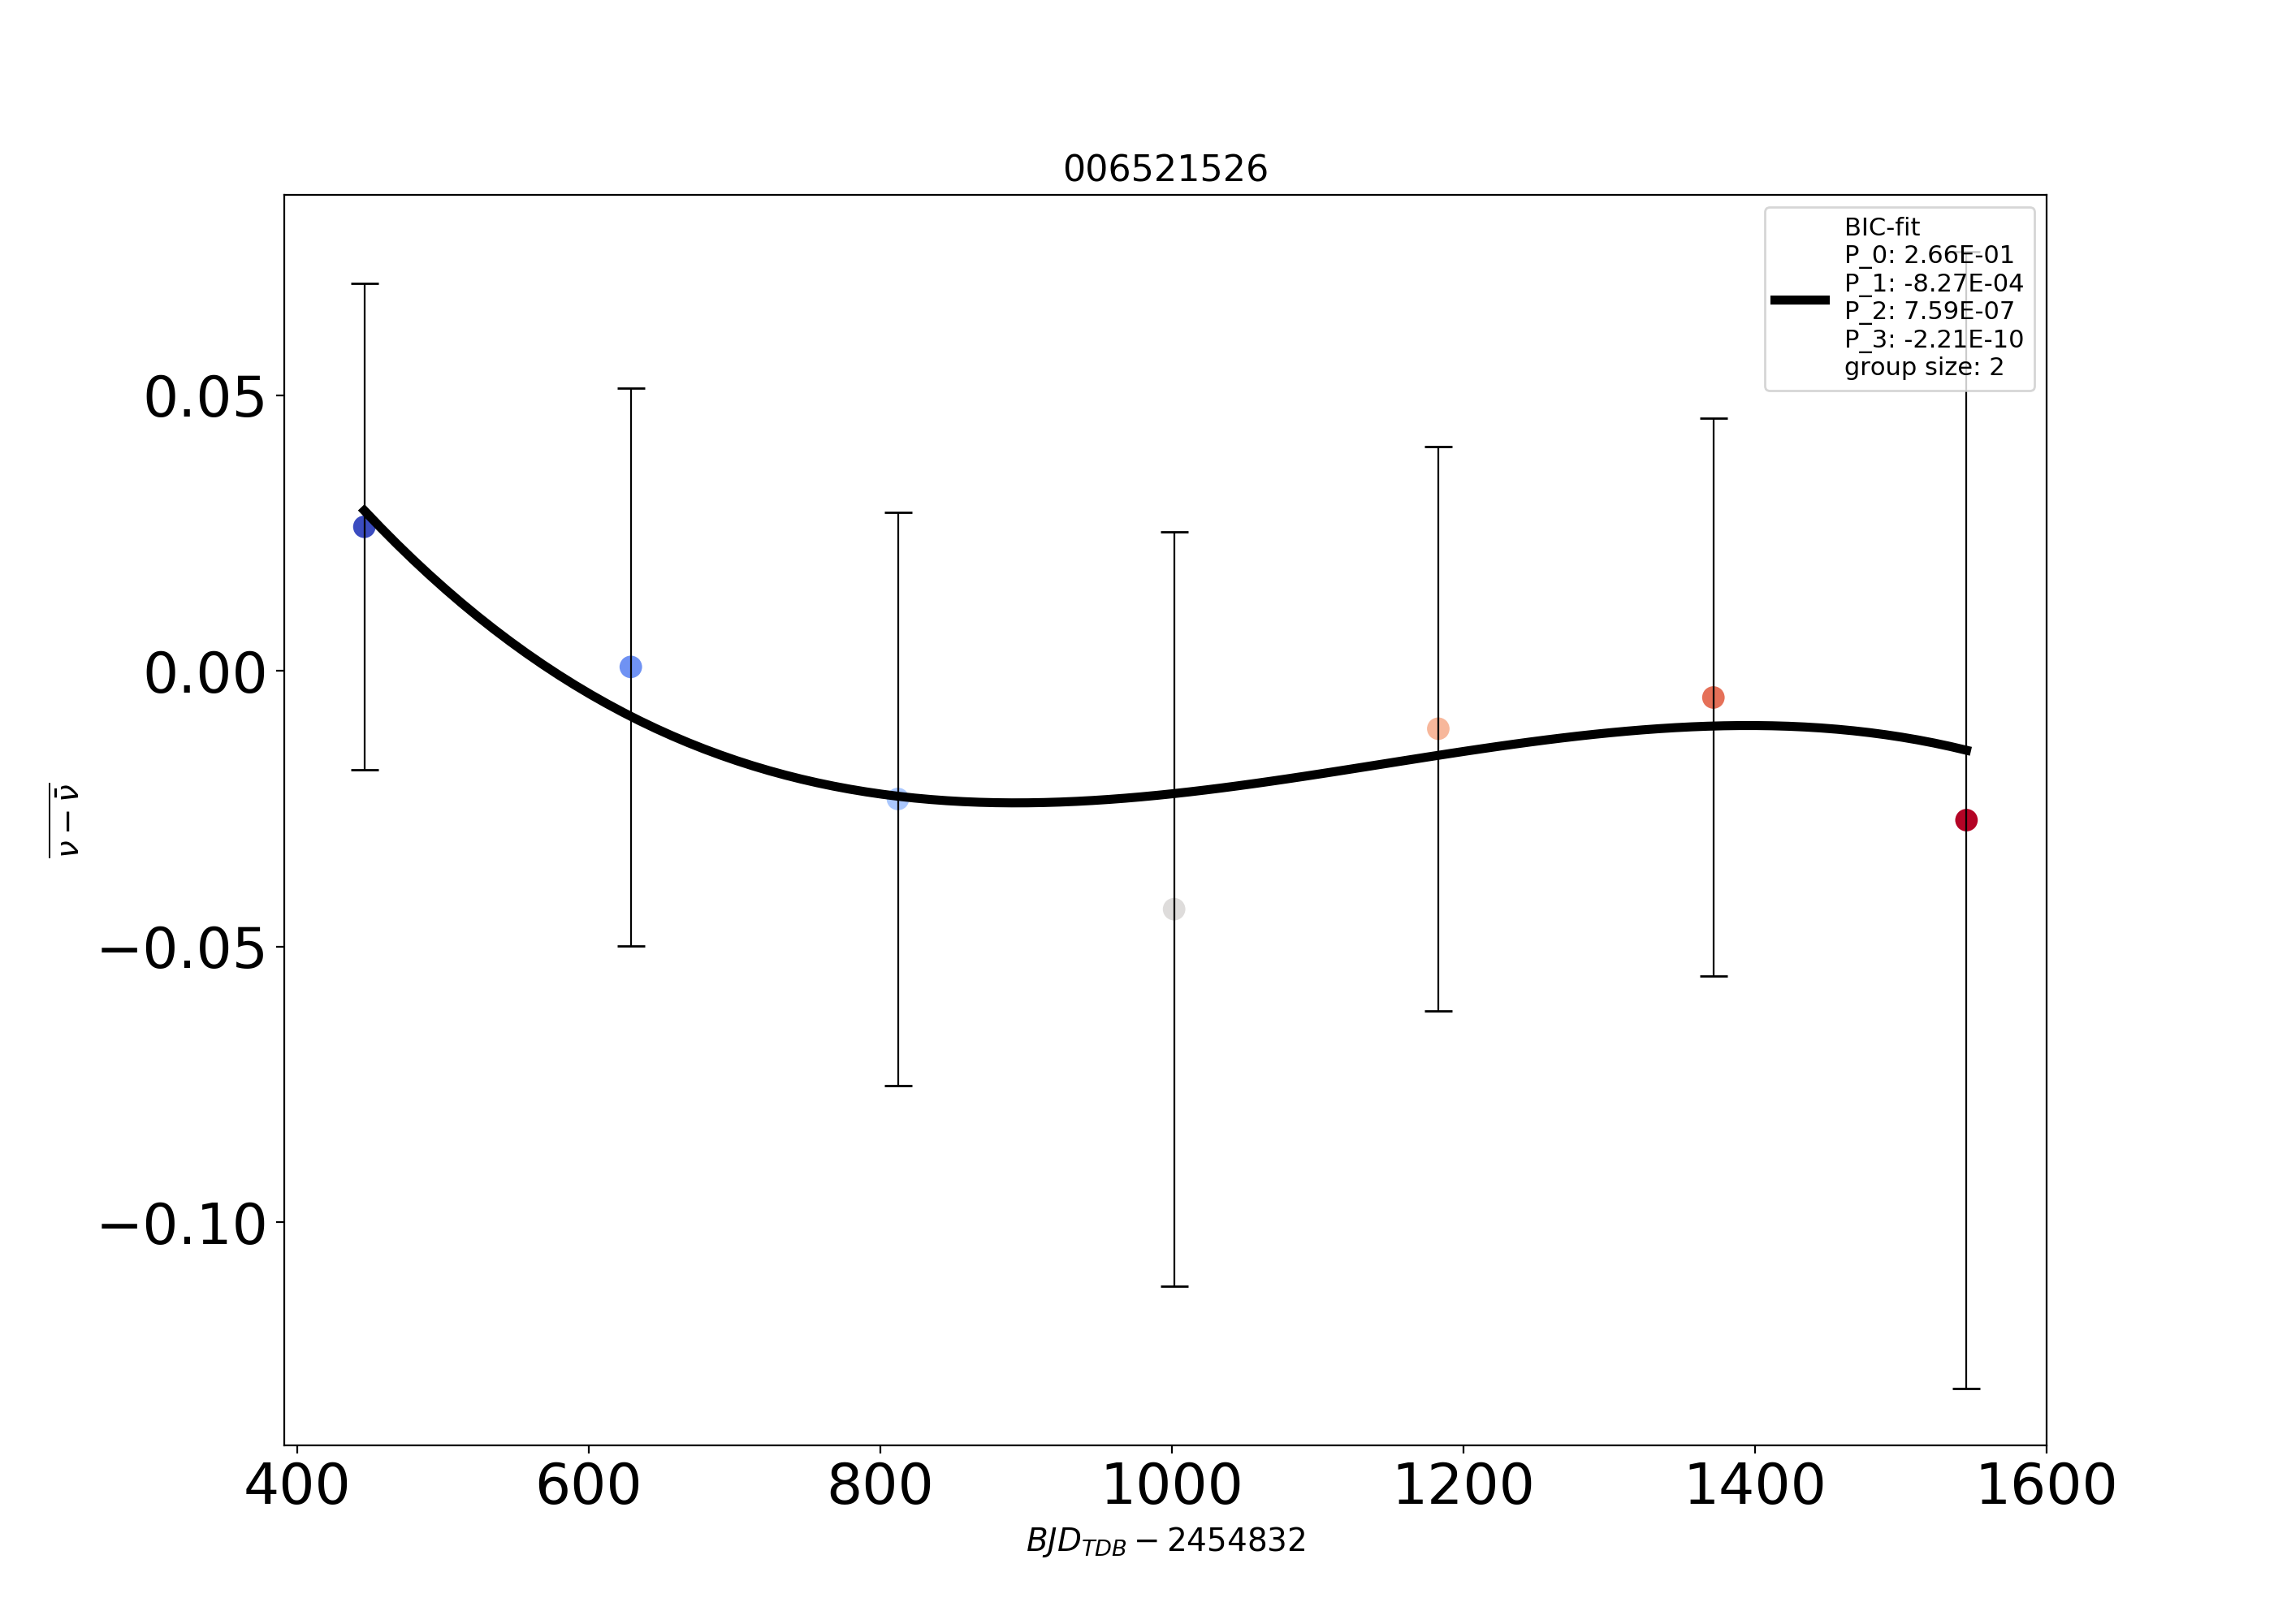 006521526
BIC-fit
P_0: 2.66E-01
P_1: -8.27E-04
P_2: 7.59E-07
P_3: -2.21E-10
group size: 2
0.05
0.00
−0.05
−0.10
ν − ν̄
400 600 800 1000 1200 1400 1600
BJD_TDB − 2454832